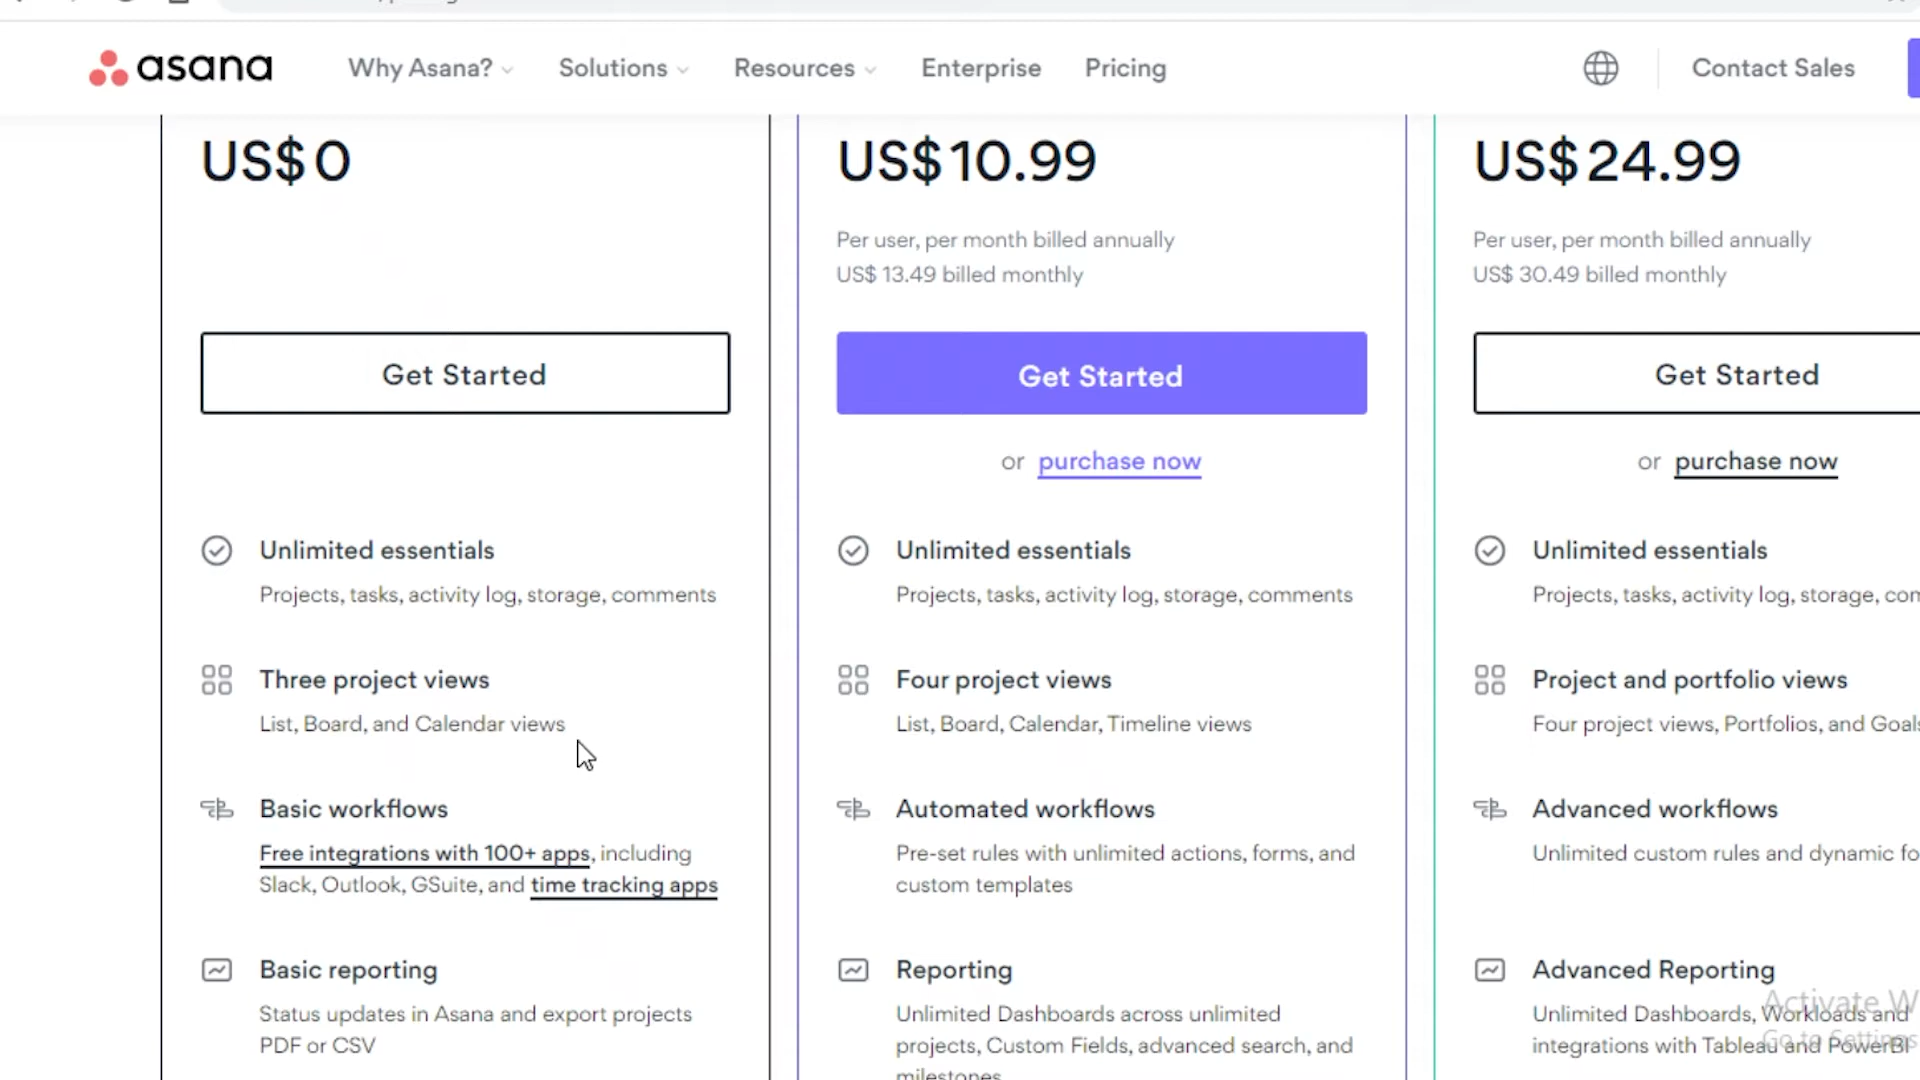 asana
Why Asana?
Solutions
Resources
Enterprise
Pricing
Contact Sales
US$0
Get Started
Unlimited essentials
Projects, tasks, activity log, storage, comments
Three project views
List, Board, and Calendar views
Basic workflows
Free integrations with 100+ apps, including
Slack, Outlook, GSuite, and time tracking apps
Basic reporting
Status updates in Asana and export projects
PDF or CSV
US$10.99
Per user, per month billed annually
US$ 13.49 billed monthly
Get Started
or purchase now
Unlimited essentials
Projects, tasks, activity log, storage, comments
Four project views
List, Board, Calendar, Timeline views
Automated workflows
Pre-set rules with unlimited actions, forms, and
custom templates
Reporting
Unlimited Dashboards across unlimited
projects, Custom Fields, advanced search, and
milestones
US$24.99
Per user, per month billed annually
US$ 30.49 billed monthly
Get Started
or purchase now
Unlimited essentials
Projects, tasks, activity log, storage,
Project and portfolio views
Four project views, Portfolios, and Goals
Advanced workflows
Unlimited custom rules and dynamic
Advanced Reporting
Unlimited Dashboards, Workloads and
integrations with Tableau and PowerBI
Activate W
Go to Settings